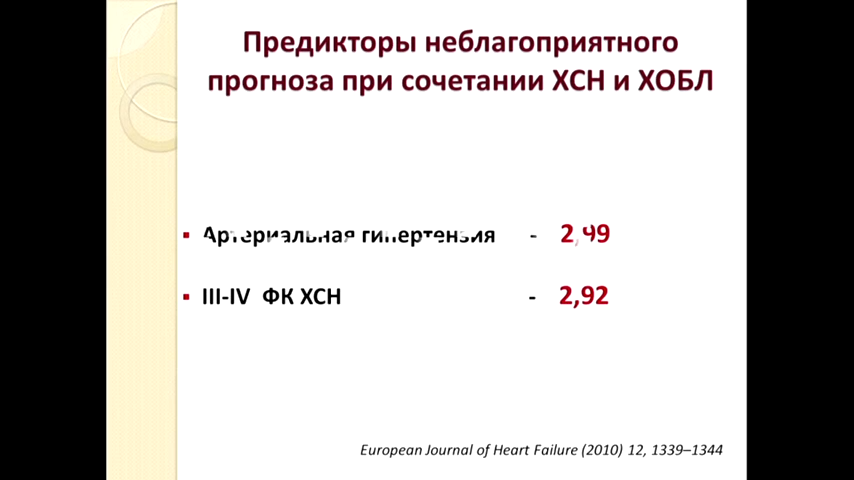 Предикторы неблагоприятного
прогноза при сочетании ХСН и ХОБЛ
▪ Артериальная гипертензия - 2,99
▪ III-IV ФК ХСН - 2,92
European Journal of Heart Failure (2010) 12, 1339–1344